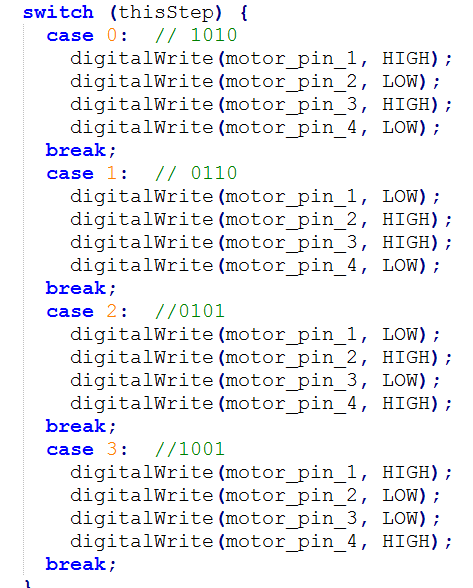 switch (thisStep) {
case 0:  // 1010
digitalWrite(motor_pin_1, HIGH);
digitalWrite(motor_pin_2, LOW);
digitalWrite(motor_pin_3, HIGH);
digitalWrite(motor_pin_4, LOW);
break;
case 1:  // 0110
digitalWrite(motor_pin_1, LOW);
digitalWrite(motor_pin_2, HIGH);
digitalWrite(motor_pin_3, HIGH);
digitalWrite(motor_pin_4, LOW);
break;
case 2:  //0101
digitalWrite(motor_pin_1, LOW);
digitalWrite(motor_pin_2, HIGH);
digitalWrite(motor_pin_3, LOW);
digitalWrite(motor_pin_4, HIGH);
break;
case 3:  //1001
digitalWrite(motor_pin_1, HIGH);
digitalWrite(motor_pin_2, LOW);
digitalWrite(motor_pin_3, LOW);
digitalWrite(motor_pin_4, HIGH);
break;
}